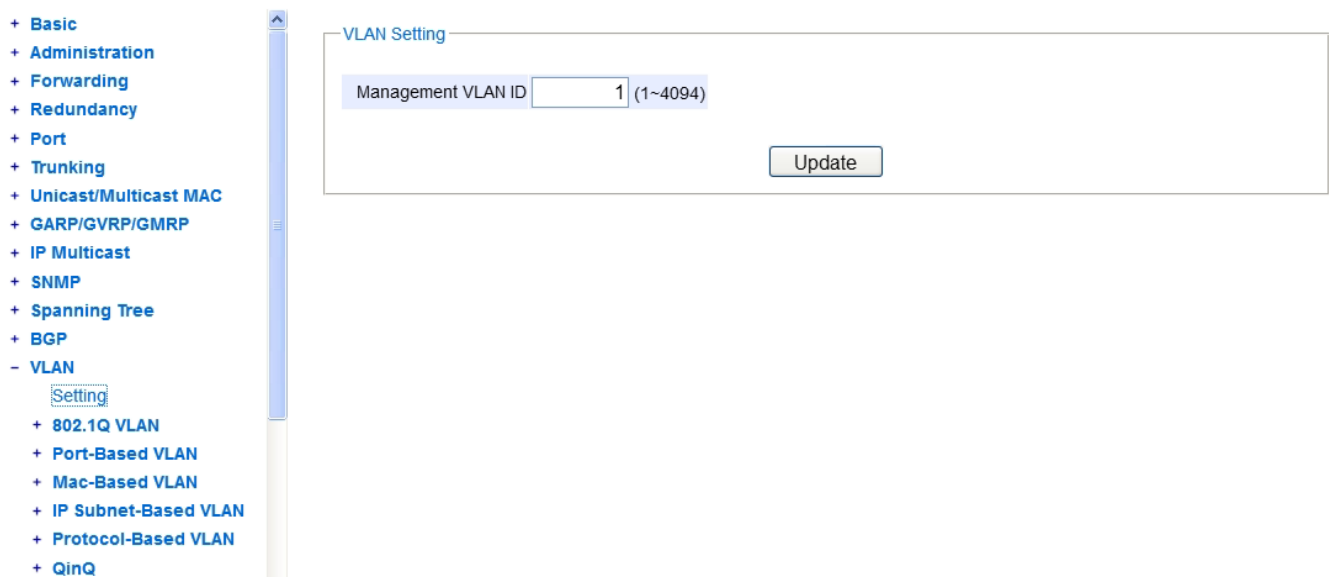 + Basic
+ Administration
+ Forwarding
+ Redundancy
+ Port
+ Trunking
+ Unicast/Multicast MAC
+ GARP/GVRP/GMRP
+ IP Multicast
+ SNMP
+ Spanning Tree
+ BGP
− VLAN
Setting
+ 802.1Q VLAN
+ Port-Based VLAN
+ Mac-Based VLAN
+ IP Subnet-Based VLAN
+ Protocol-Based VLAN
+ QinQ
VLAN Setting
Management VLAN ID 1 (1~4094)
Update